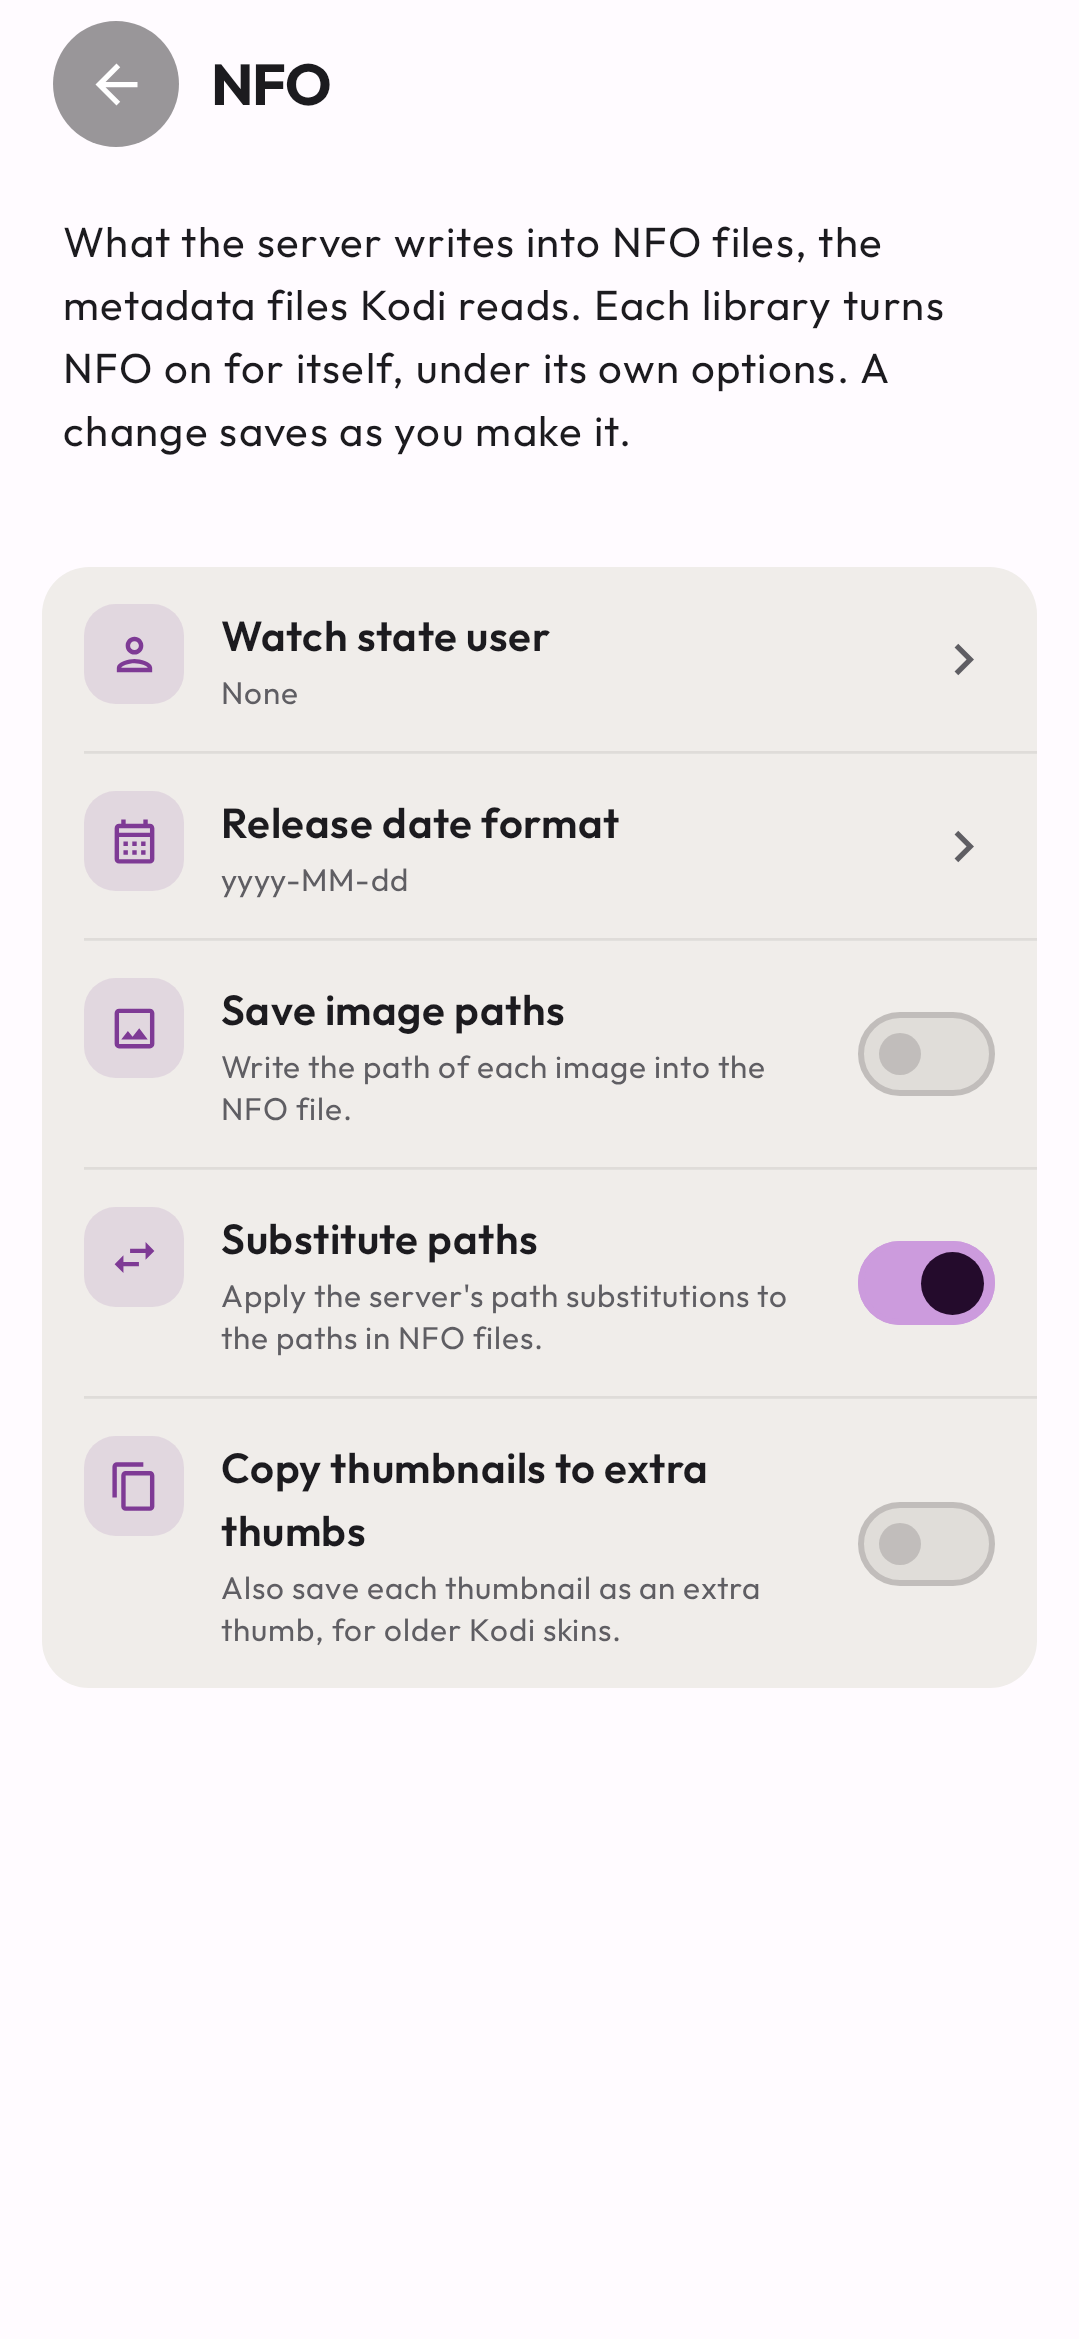 NFO
What the server writes into NFO files, the
metadata files Kodi reads. Each library turns
NFO on for itself, under its own options. A
change saves as you make it.
Watch state user
None
Release date format
yyyy-MM-dd
Save image paths
Write the path of each image into the
NFO file.
Substitute paths
Apply the server's path substitutions to
the paths in NFO files.
Copy thumbnails to extra
thumbs
Also save each thumbnail as an extra
thumb, for older Kodi skins.